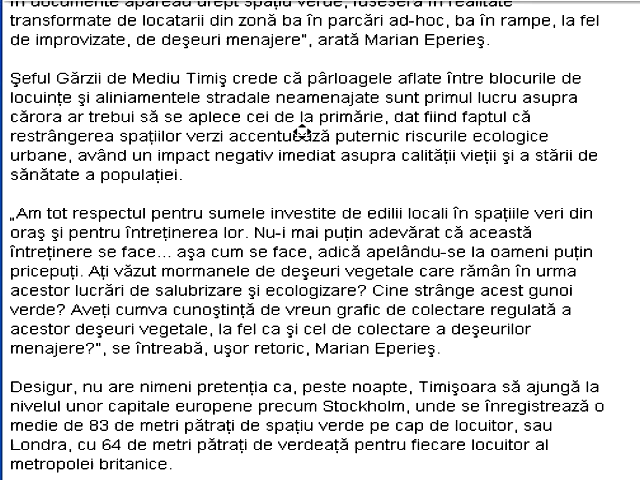 în documente apăreau drept spaţiu verde, fuseseră în realitate
transformate de locatarii din zonă ba în parcări ad-hoc, ba în rampe, la fel
de improvizate, de deşeuri menajere”, arată Marian Eperieş.
Şeful Gărzii de Mediu Timiş crede că pârloagele aflate între blocurile de
locuinţe şi aliniamentele stradale neamenajate sunt primul lucru asupra
cărora ar trebui să se aplece cei de la primărie, dat fiind faptul că
restrângerea spaţiilor verzi accentuează puternic riscurile ecologice
urbane, având un impact negativ imediat asupra calităţii vieţii şi a stării de
sănătate a populaţiei.
„Am tot respectul pentru sumele investite de edilii locali în spaţiile veri din
oraş şi pentru întreţinerea lor. Nu-i mai puţin adevărat că această
întreţinere se face... aşa cum se face, adică apelându-se la oameni puţin
pricepuţi. Aţi văzut mormanele de deşeuri vegetale care rămân în urma
acestor lucrări de salubrizare şi ecologizare? Cine strânge acest gunoi
verde? Aveţi cumva cunoştinţă de vreun grafic de colectare regulată a
acestor deşeuri vegetale, la fel ca şi cel de colectare a deşeurilor
menajere?”, se întreabă, uşor retoric, Marian Eperieş.
Desigur, nu are nimeni pretenţia ca, peste noapte, Timişoara să ajungă la
nivelul unor capitale europene precum Stockholm, unde se înregistrează o
medie de 83 de metri pătraţi de spaţiu verde pe cap de locuitor, sau
Londra, cu 64 de metri pătraţi de verdeaţă pentru fiecare locuitor al
metropolei britanice.